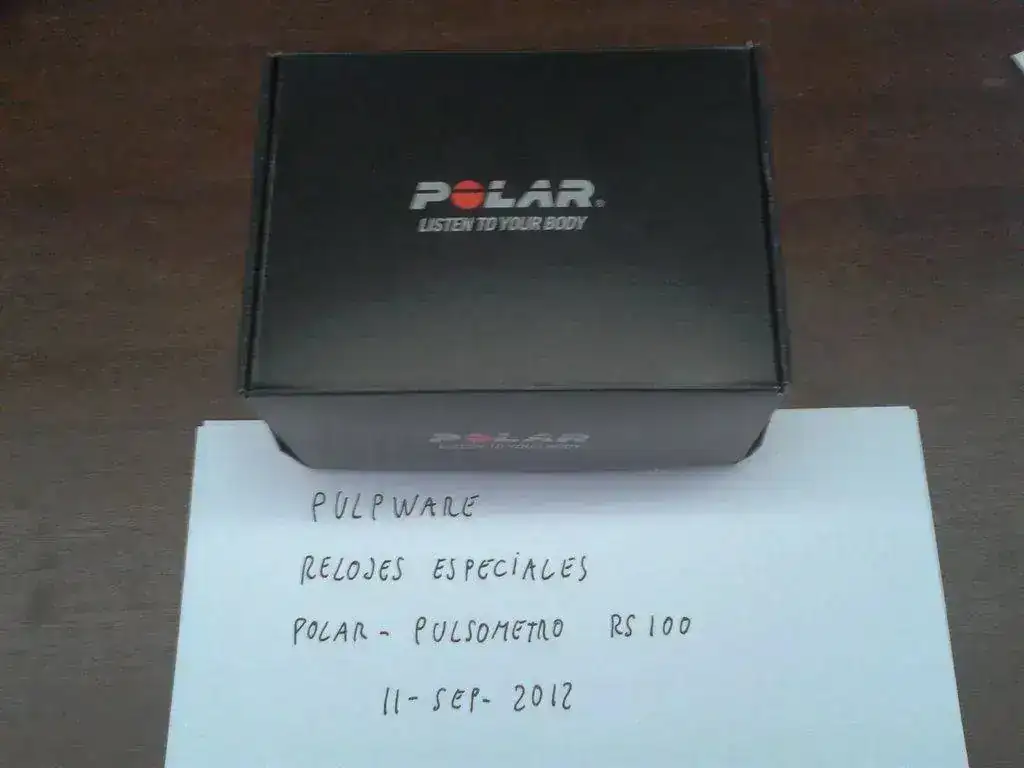 POLAR®
LISTEN TO YOUR BODY
POLAR
LISTEN TO YOUR BODY
PULPWARE
RELOJES ESPECIALES
POLAR - PULSOMETRO RS100
11-SEP-2012